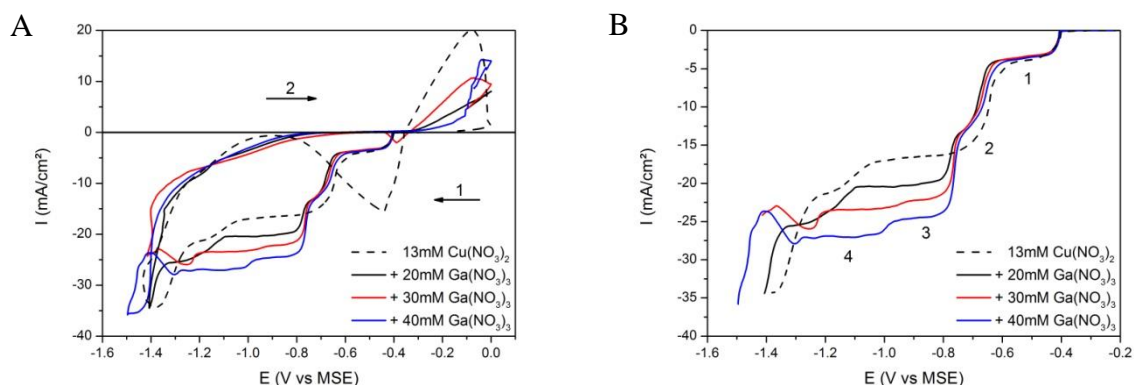 A
20
10
0
-10
-20
-30
-40
I (mA/cm²)
2
1
13mM Cu(NO₃)₂
+ 20mM Ga(NO₃)₃
+ 30mM Ga(NO₃)₃
+ 40mM Ga(NO₃)₃
-1.6 -1.4 -1.2 -1.0 -0.8 -0.6 -0.4 -0.2 0.0
E (V vs MSE)
B
0
-5
-10
-15
-20
-25
-30
-35
-40
I (mA/cm²)
1
2
3
4
13mM Cu(NO₃)₂
+ 20mM Ga(NO₃)₃
+ 30mM Ga(NO₃)₃
+ 40mM Ga(NO₃)₃
-1.6 -1.4 -1.2 -1.0 -0.8 -0.6 -0.4 -0.2
E (V vs MSE)